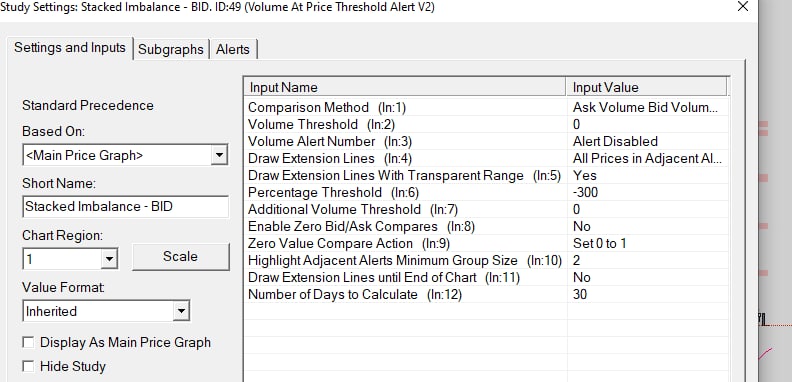 Study Settings: Stacked Imbalance - BID. ID:49 (Volume At Price Threshold Alert V2)
Settings and Inputs Subgraphs Alerts
Standard Precedence
Based On:
<Main Price Graph>
Short Name:
Stacked Imbalance - BID
Chart Region:
1 Scale
Value Format:
Inherited
Display As Main Price Graph
Hide Study
Input Name Input Value
Comparison Method (In:1) Ask Volume Bid Volum...
Volume Threshold (In:2) 0
Volume Alert Number (In:3) Alert Disabled
Draw Extension Lines (In:4) All Prices in Adjacent Al...
Draw Extension Lines With Transparent Range (In:5) Yes
Percentage Threshold (In:6) -300
Additional Volume Threshold (In:7) 0
Enable Zero Bid/Ask Compares (In:8) No
Zero Value Compare Action (In:9) Set 0 to 1
Highlight Adjacent Alerts Minimum Group Size (In:10) 2
Draw Extension Lines until End of Chart (In:11) No
Number of Days to Calculate (In:12) 30